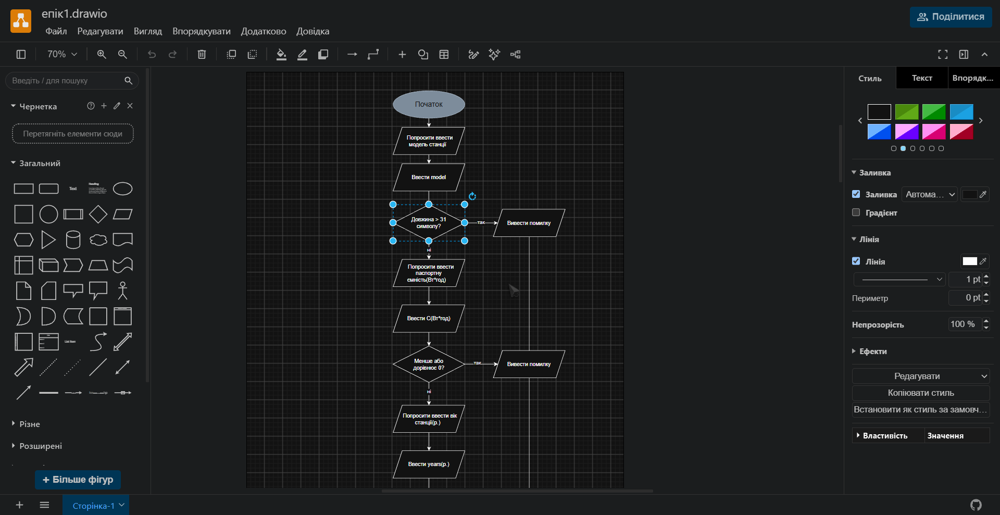 епік1.drawio
Файл Редагувати Вигляд Впорядкувати Додатково Довідка
Поділитися
70%
Введіть / для пошуку
Чернетка
Перетягніть елементи сюди
Загальний
Text
Heading
List Item
Різне
Розширені
+ Більше фігур
Початок
Попросити ввести
модель станції
Ввести model
Довжина > 31
символу?
так
Вивести помилку
ні
Попросити ввести
паспортну
ємність(Вт*год)
Ввести C(Вт*год)
Менше або
дорівнює 0?
так
Вивести помилку
ні
Попросити ввести вік
станції(р.)
Ввести years(р.)
Стиль Текст Впорядк...
Заливка
Заливка Автома...
Градієнт
Лінія
Лінія
1 pt
Периметр 0 pt
Непрозорість 100 %
Ефекти
Редагувати
Копіювати стиль
Встановити як стиль за замовч...
Властивість Значення
Сторінка-1